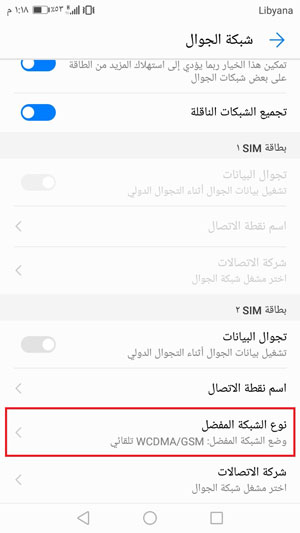 Libyana ٪٥٣ ١:١٨ م
شبكة الجوال
تمكين هذا الخيار ربما يؤدي إلى استهلاك المزيد من الطاقة
على بعض شبكات الجوال
تجميع الشبكات الناقلة
بطاقة SIM ١
تجوال البيانات
تشغيل بيانات الجوال أثناء التجوال الدولي
اسم نقطة الاتصال
شركة الاتصالات
اختر مشغل شبكة الجوال
بطاقة SIM ٢
تجوال البيانات
تشغيل بيانات الجوال أثناء التجوال الدولي
اسم نقطة الاتصال
نوع الشبكة المفضل
وضع الشبكة المفضل: WCDMA/GSM تلقائي
شركة الاتصالات
اختر مشغل شبكة الجوال